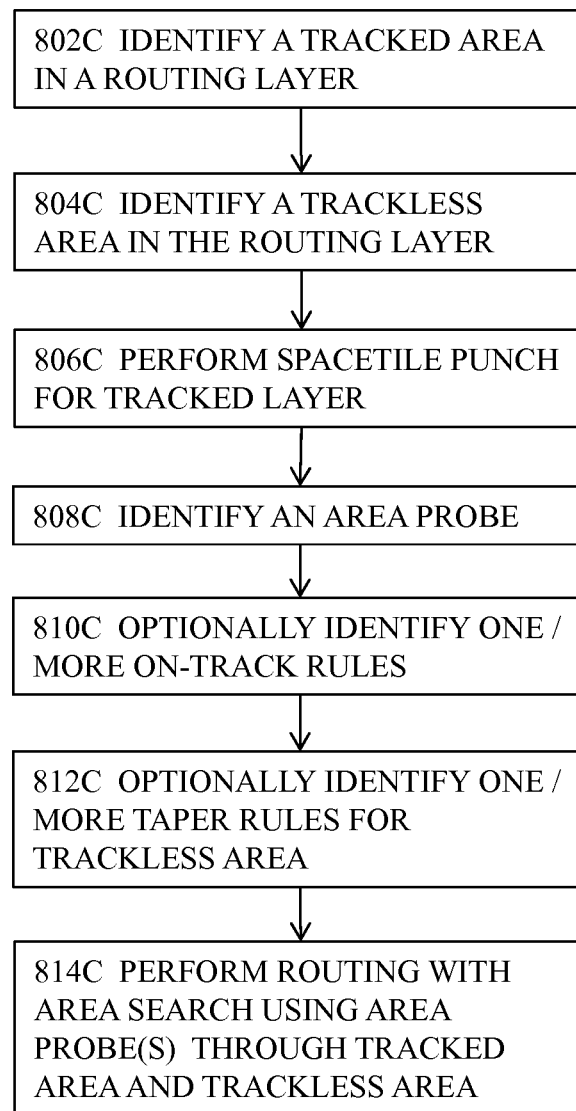 802C IDENTIFY A TRACKED AREA
IN A ROUTING LAYER
804C IDENTIFY A TRACKLESS
AREA IN THE ROUTING LAYER
806C PERFORM SPACETILE PUNCH
FOR TRACKED LAYER
808C IDENTIFY AN AREA PROBE
810C OPTIONALLY IDENTIFY ONE /
MORE ON-TRACK RULES
812C OPTIONALLY IDENTIFY ONE /
MORE TAPER RULES FOR
TRACKLESS AREA
814C PERFORM ROUTING WITH
AREA SEARCH USING AREA
PROBE(S) THROUGH TRACKED
AREA AND TRACKLESS AREA